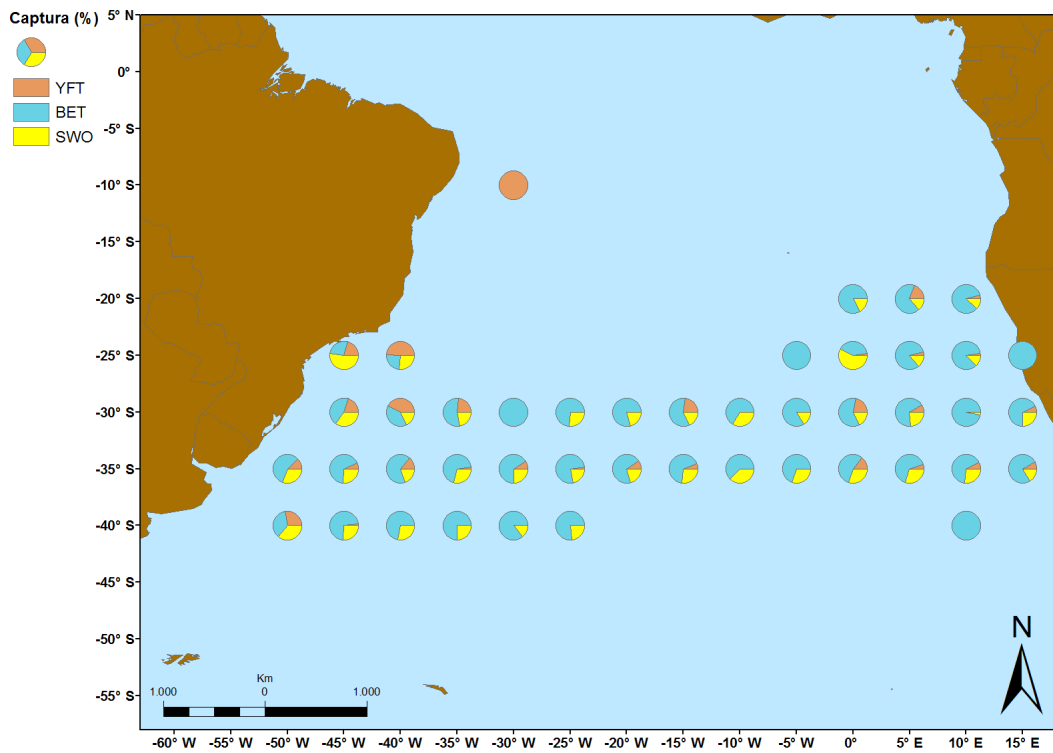 Captura (%)
YFT
BET
SWO
5° N
0°
-5° S
-10° S
-15° S
-20° S
-25° S
-30° S
-35° S
-40° S
-45° S
-50° S
-55° S
N
Km
1.000 0 1.000
-60° W -55° W -50° W -45° W -40° W -35° W -30° W -25° W -20° W -15° W -10° W -5° W 0° 5° E 10° E 15° E